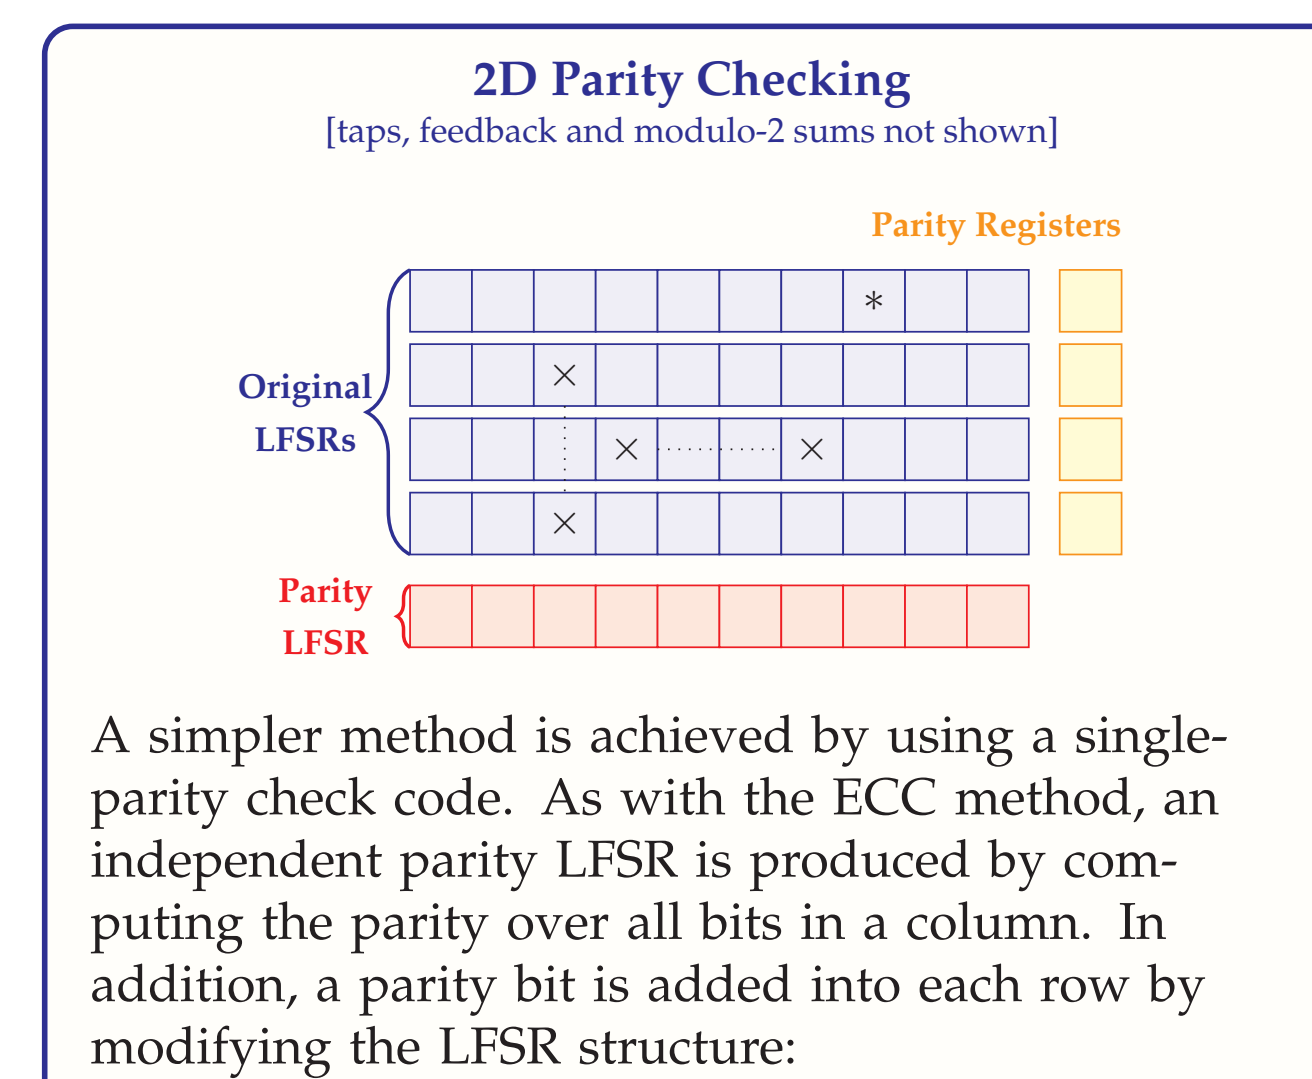 2D Parity Checking
[taps, feedback and modulo-2 sums not shown]
Parity Registers
*
×
Original
LFSRs
× ×
×
Parity
LFSR
A simpler method is achieved by using a single-
parity check code. As with the ECC method, an
independent parity LFSR is produced by com-
puting the parity over all bits in a column. In
addition, a parity bit is added into each row by
modifying the LFSR structure: